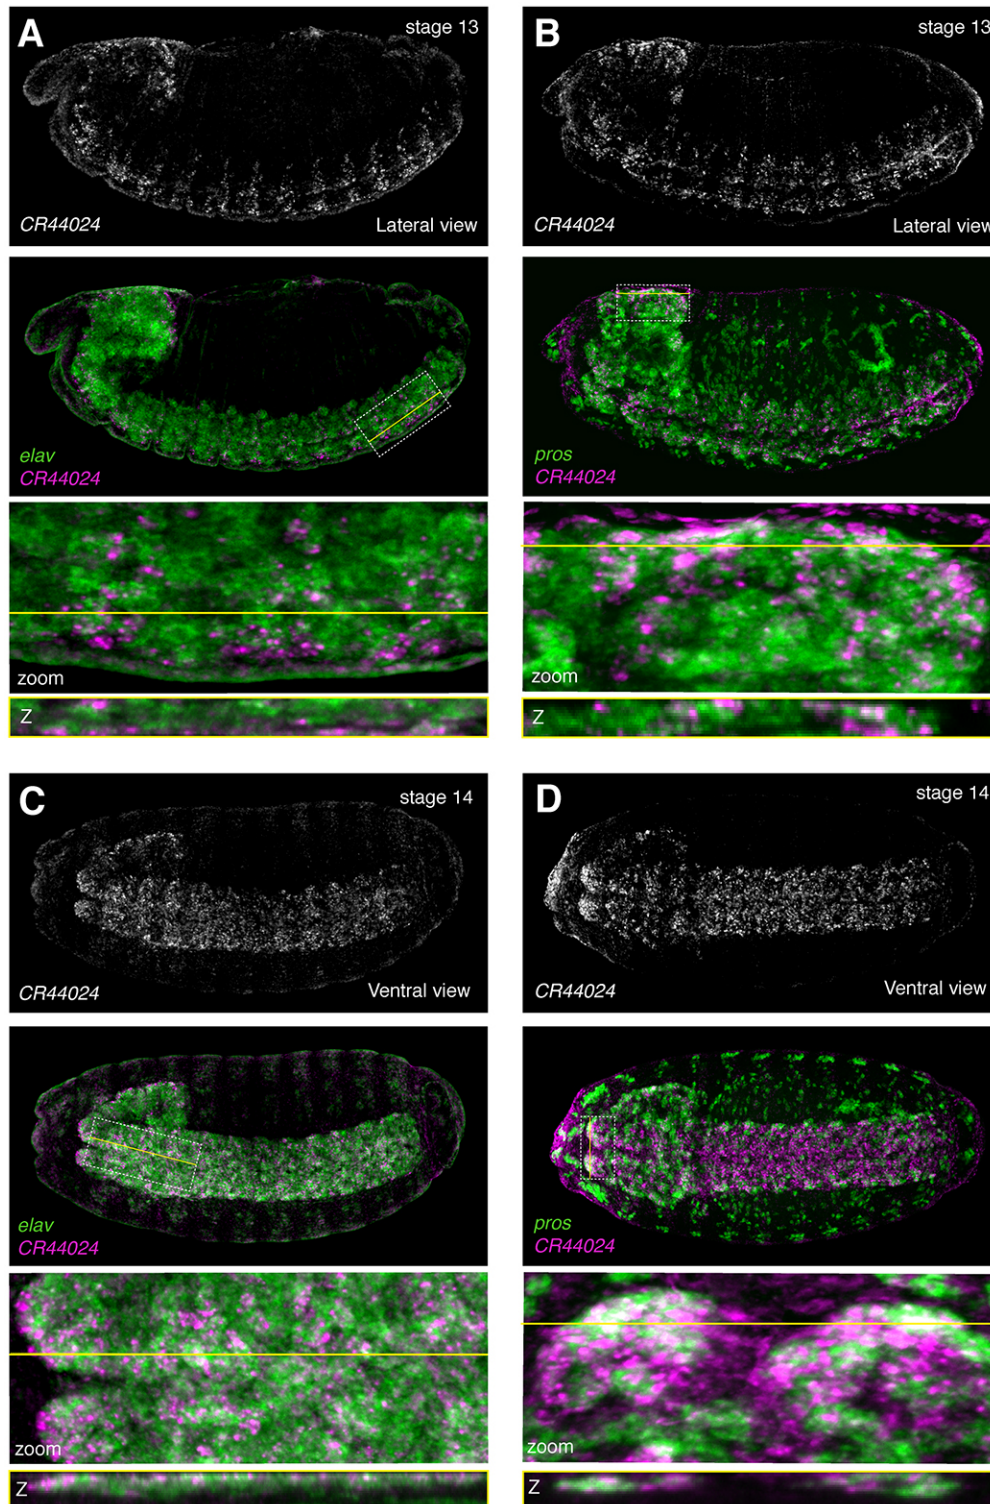 A
stage 13
CR44024
Lateral view
elav
CR44024
zoom
Z
B
stage 13
CR44024
Lateral view
pros
CR44024
zoom
Z
C
stage 14
CR44024
Ventral view
elav
CR44024
zoom
Z
D
stage 14
CR44024
Ventral view
pros
CR44024
zoom
Z